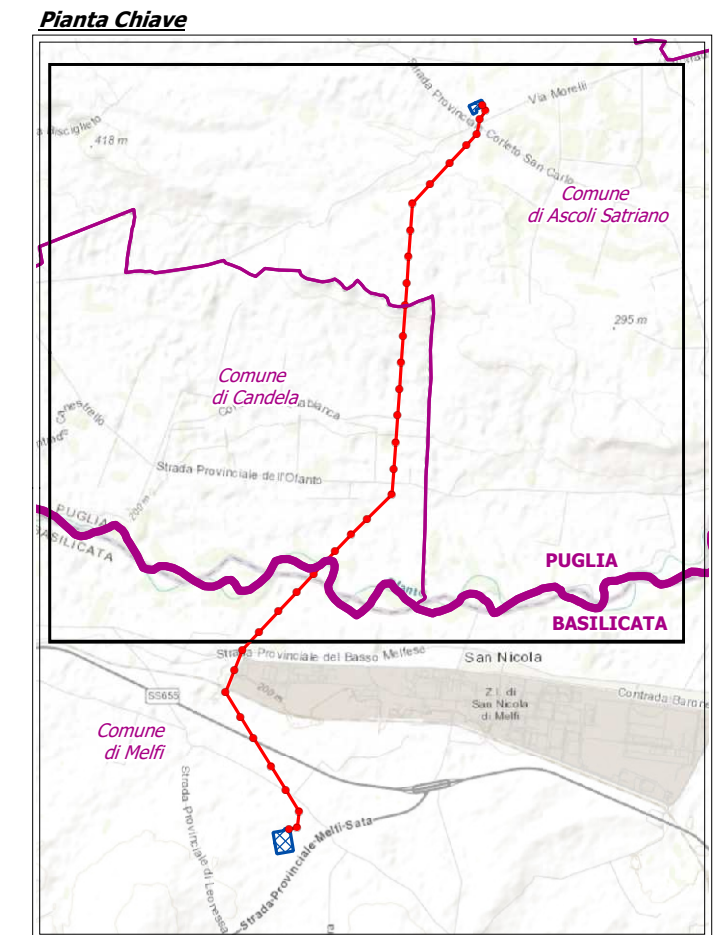 Pianta Chiave
Via Morelli
Strada Provinciale Corleto San Carlo
418 m
Comune
di Ascoli Satriano
295 m
Comune
di Candela
Strada Provinciale dell'Ofanto
200 m
PUGLIA
BASILICATA
PUGLIA
BASILICATA
Strada Provinciale del Basso Melfese
San Nicola
SS655
200 m
Z.I. di
San Nicola
di Melfi
Contrada Barone
Comune
di Melfi
Strada Provinciale di Leonessa
Strada-Provinciale-Melfi-Sata